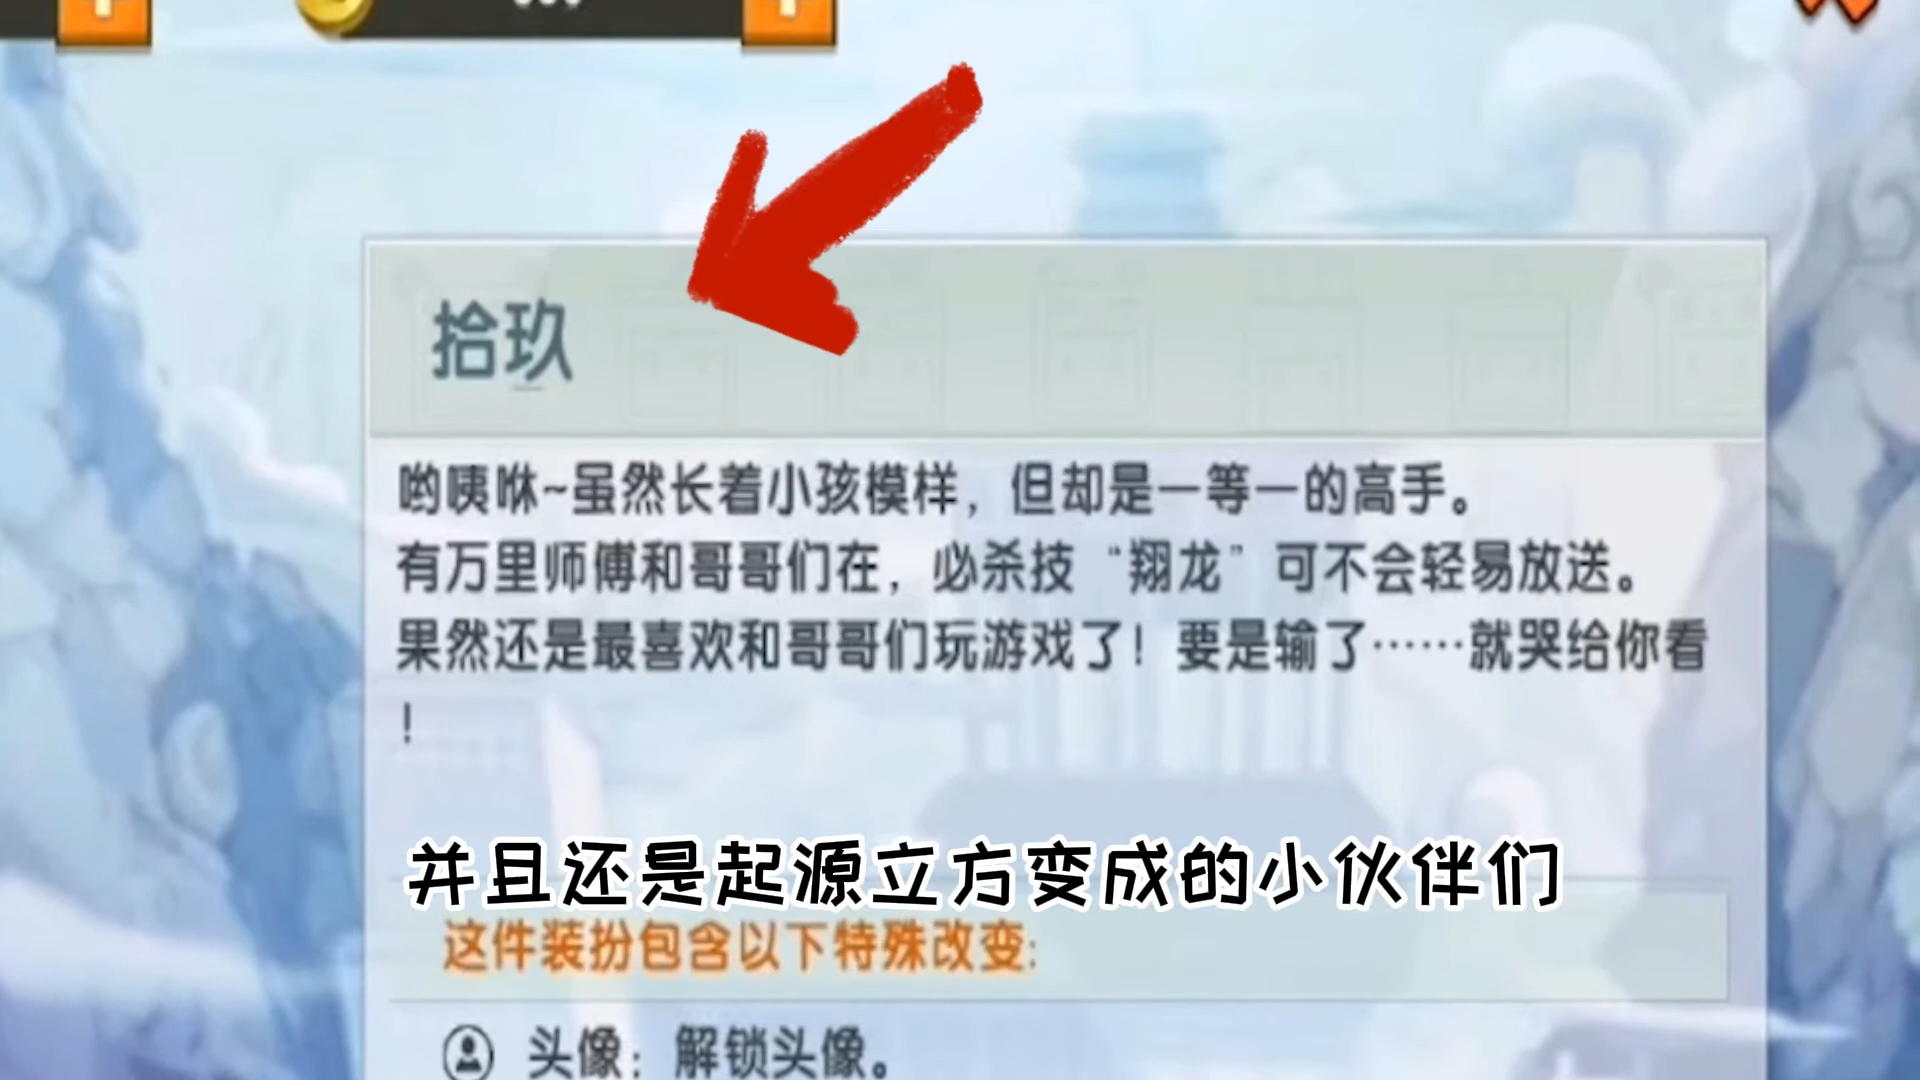 拾玖
哟咦咻~虽然长着小孩模样，但却是一等一的高手。
有万里师傅和哥哥们在，必杀技“翔龙”可不会轻易放送。
果然还是最喜欢和哥哥们玩游戏了！要是输了……就哭给你看
！
并且还是起源立方变成的小伙伴们
这件装扮包含以下特殊改变:
头像：解锁头像。